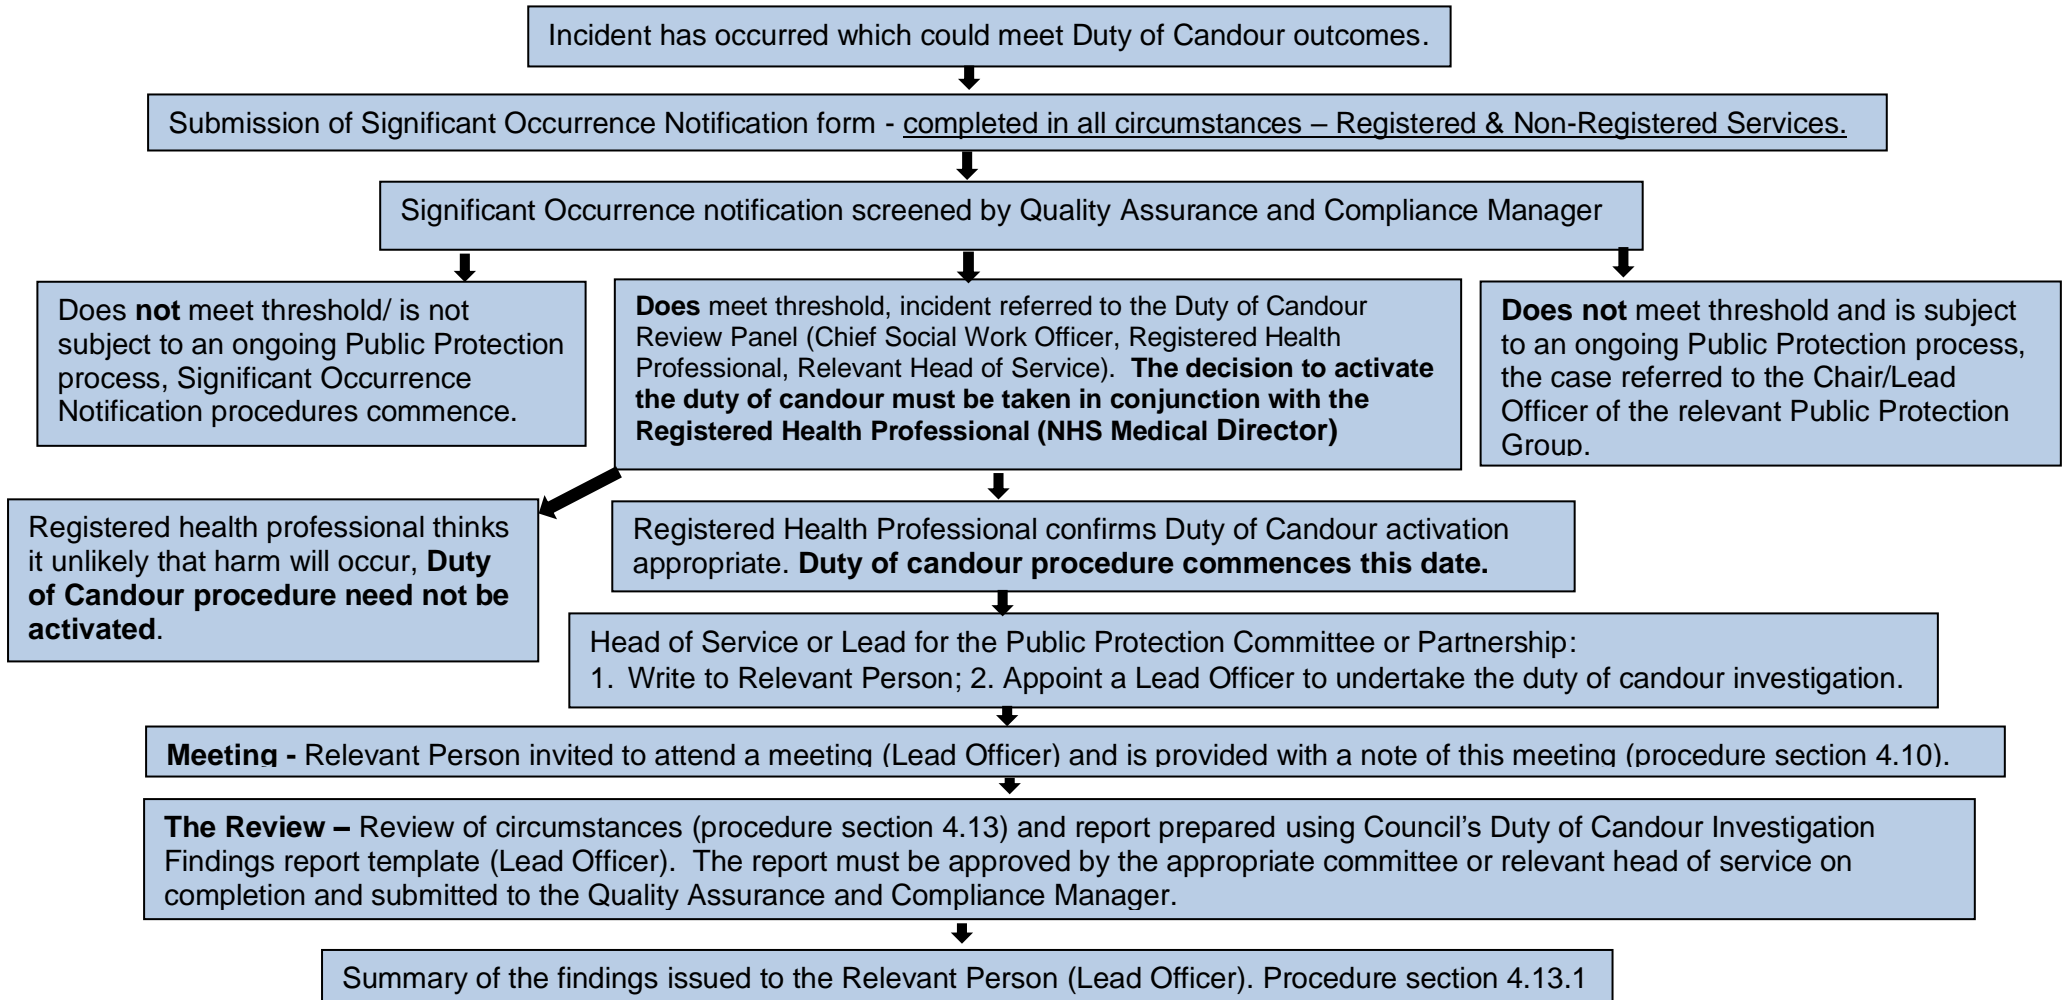 Incident has occurred which could meet Duty of Candour outcomes.
Submission of Significant Occurrence Notification form - completed in all circumstances – Registered & Non-Registered Services.
Significant Occurrence notification screened by Quality Assurance and Compliance Manager
Does not meet threshold/ is not
subject to an ongoing Public Protection
process, Significant Occurrence
Notification procedures commence.
Does meet threshold, incident referred to the Duty of Candour
Review Panel (Chief Social Work Officer, Registered Health
Professional, Relevant Head of Service). The decision to activate
the duty of candour must be taken in conjunction with the
Registered Health Professional (NHS Medical Director)
Does not meet threshold and is subject
to an ongoing Public Protection process,
the case referred to the Chair/Lead
Officer of the relevant Public Protection
Group.
Registered health professional thinks
it unlikely that harm will occur, Duty
of Candour procedure need not be
activated.
Registered Health Professional confirms Duty of Candour activation
appropriate. Duty of candour procedure commences this date.
Head of Service or Lead for the Public Protection Committee or Partnership:
1. Write to Relevant Person; 2. Appoint a Lead Officer to undertake the duty of candour investigation.
Meeting - Relevant Person invited to attend a meeting (Lead Officer) and is provided with a note of this meeting (procedure section 4.10).
The Review – Review of circumstances (procedure section 4.13) and report prepared using Council's Duty of Candour Investigation
Findings report template (Lead Officer). The report must be approved by the appropriate committee or relevant head of service on
completion and submitted to the Quality Assurance and Compliance Manager.
Summary of the findings issued to the Relevant Person (Lead Officer). Procedure section 4.13.1